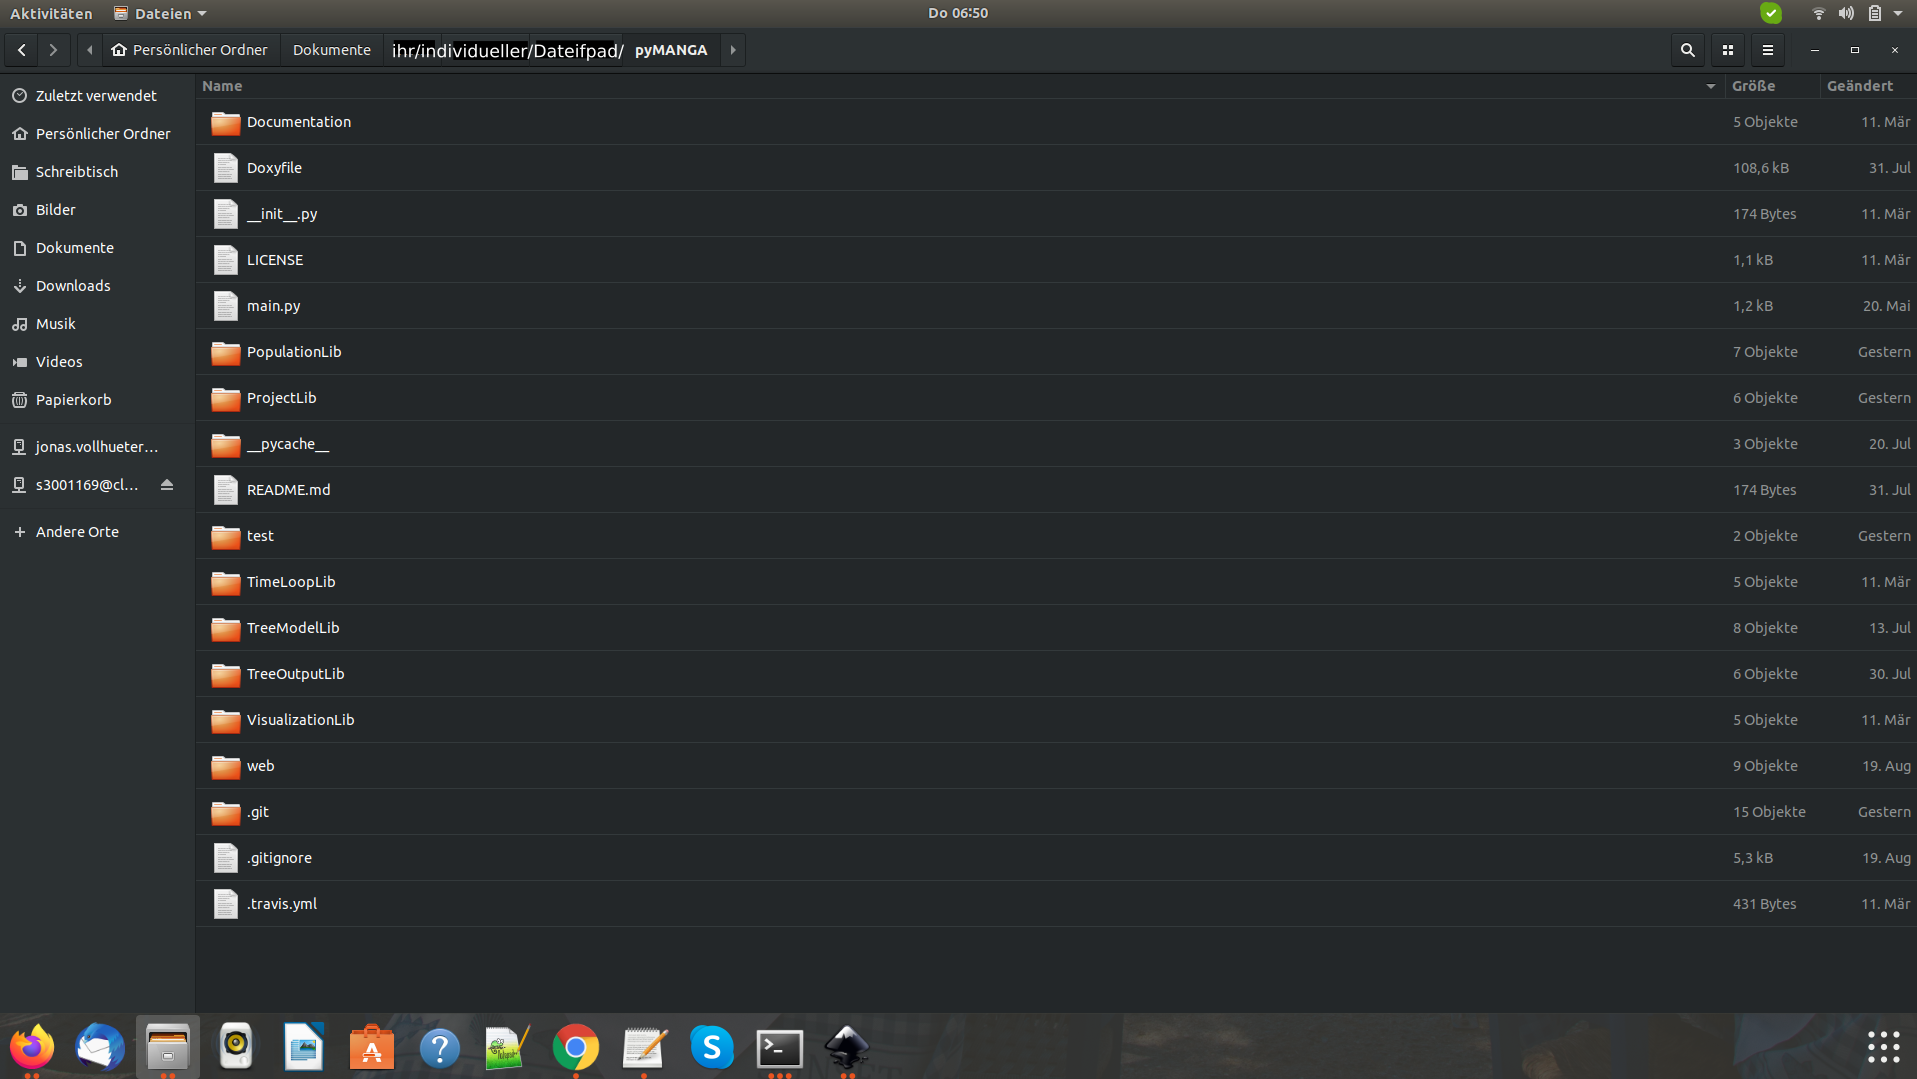 Aktivitäten Dateien Do 06:50
Persönlicher Ordner Dokumente ihr/individueller/Dateifpad/ pyMANGA
Name Größe Geändert
Zuletzt verwendet
Persönlicher Ordner
Schreibtisch
Bilder
Dokumente
Downloads
Musik
Videos
Papierkorb
jonas.vollhueter...
s3001169@cl...
Andere Orte
Documentation 5 Objekte 11. Mär
Doxyfile 108,6 kB 31. Jul
__init__.py 174 Bytes 11. Mär
LICENSE 1,1 kB 11. Mär
main.py 1,2 kB 20. Mai
PopulationLib 7 Objekte Gestern
ProjectLib 6 Objekte Gestern
__pycache__ 3 Objekte 20. Jul
README.md 174 Bytes 31. Jul
test 2 Objekte Gestern
TimeLoopLib 5 Objekte 11. Mär
TreeModelLib 8 Objekte 13. Jul
TreeOutputLib 6 Objekte 30. Jul
VisualizationLib 5 Objekte 11. Mär
web 9 Objekte 19. Aug
.git 15 Objekte Gestern
.gitignore 5,3 kB 19. Aug
.travis.yml 431 Bytes 11. Mär